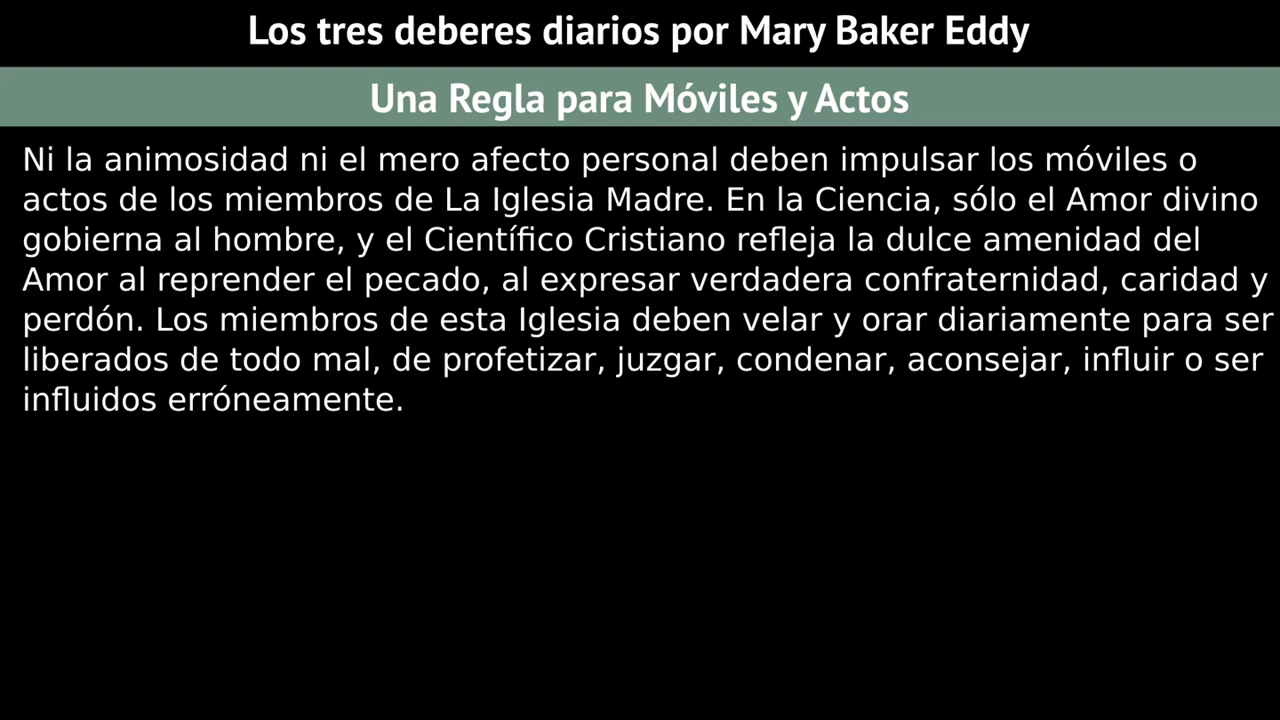 Los tres deberes diarios por Mary Baker Eddy
Una Regla para Móviles y Actos
Ni la animosidad ni el mero afecto personal deben impulsar los móviles o
actos de los miembros de La Iglesia Madre. En la Ciencia, sólo el Amor divino
gobierna al hombre, y el Científico Cristiano refleja la dulce amenidad del
Amor al reprender el pecado, al expresar verdadera confraternidad, caridad y
perdón. Los miembros de esta Iglesia deben velar y orar diariamente para ser
liberados de todo mal, de profetizar, juzgar, condenar, aconsejar, influir o ser
influidos erróneamente.